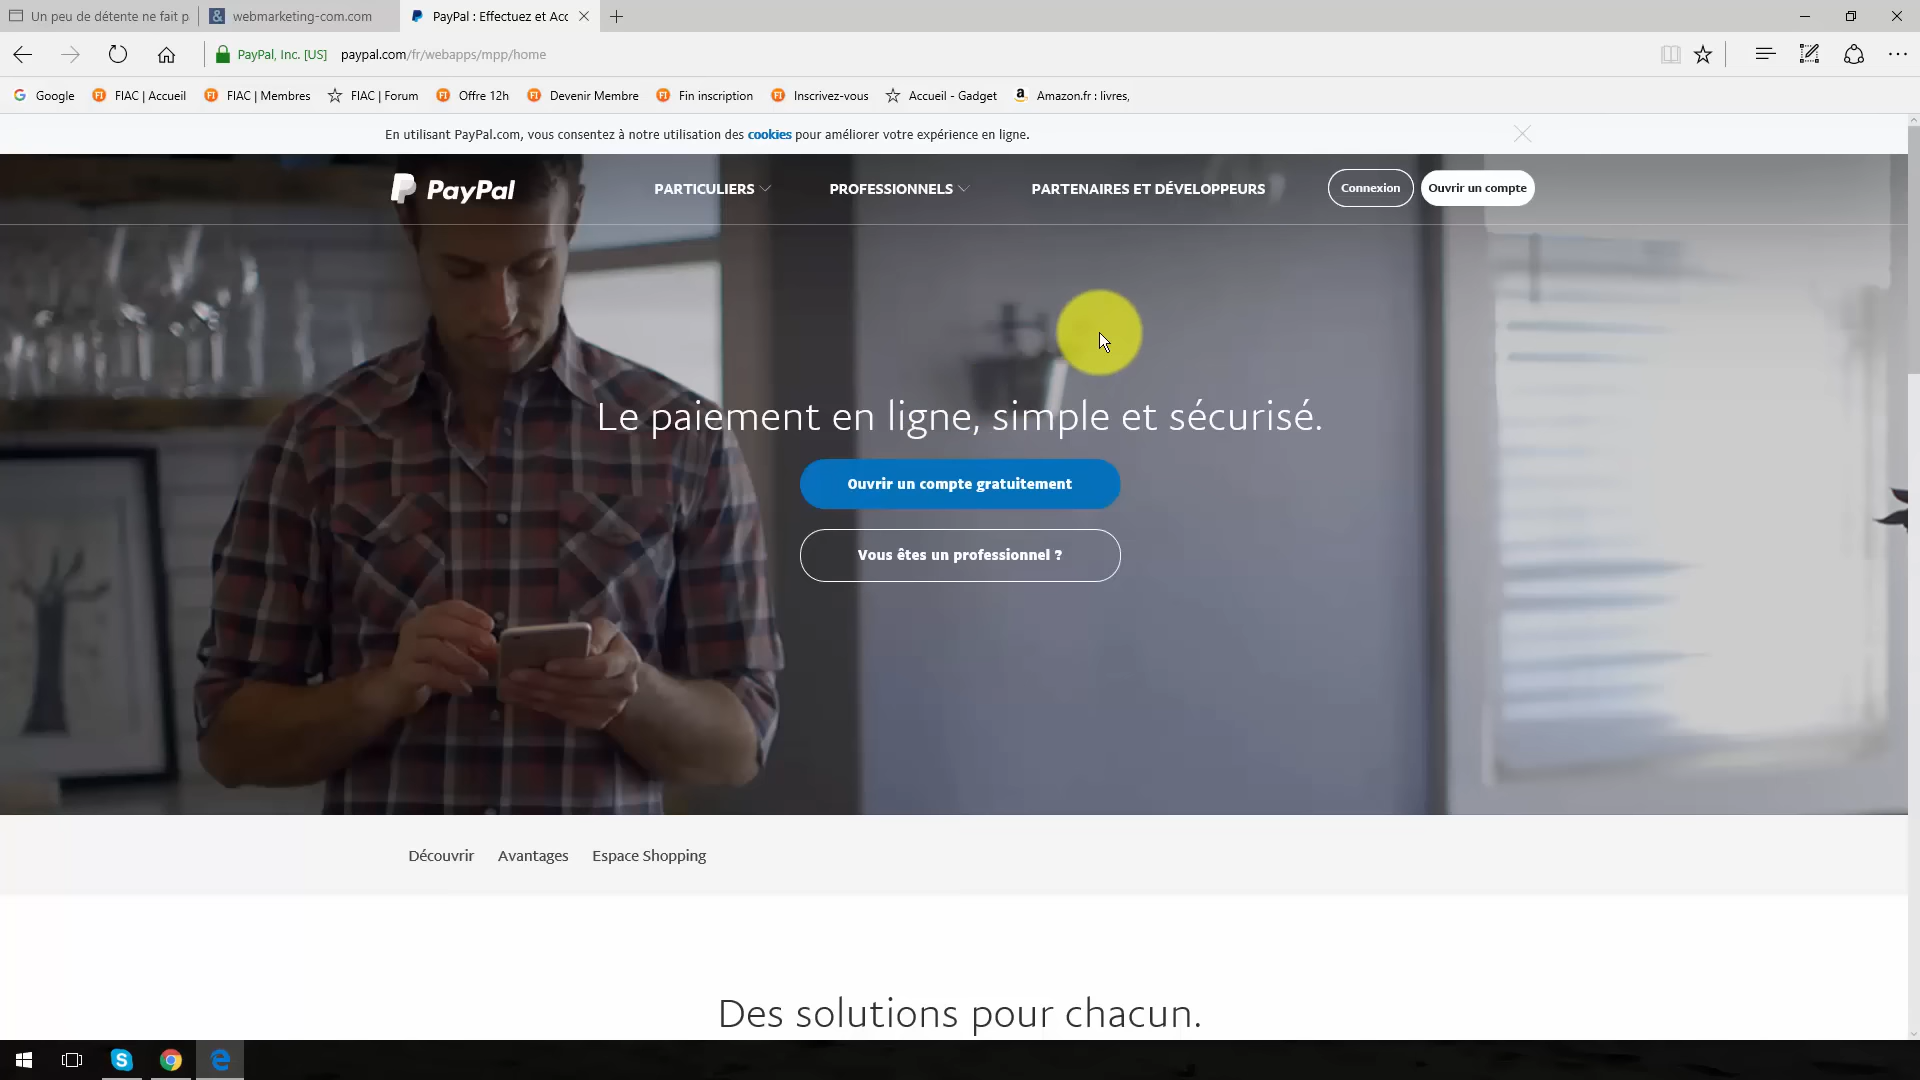 Un peu de détente ne fait p
webmarketing-com.com
PayPal : Effectuez et Acc
PayPal, Inc. [US]
paypal.com/fr/webapps/mpp/home
Google
FIAC | Accueil
FIAC | Membres
FIAC | Forum
Offre 12h
Devenir Membre
Fin inscription
Inscrivez-vous
Accueil - Gadget
Amazon.fr : livres,
En utilisant PayPal.com, vous consentez à notre utilisation des cookies pour améliorer votre expérience en ligne.
PayPal
PARTICULIERS
PROFESSIONNELS
PARTENAIRES ET DÉVELOPPEURS
Connexion
Ouvrir un compte
Le paiement en ligne, simple et sécurisé.
Ouvrir un compte gratuitement
Vous êtes un professionnel ?
Découvrir
Avantages
Espace Shopping
Des solutions pour chacun.